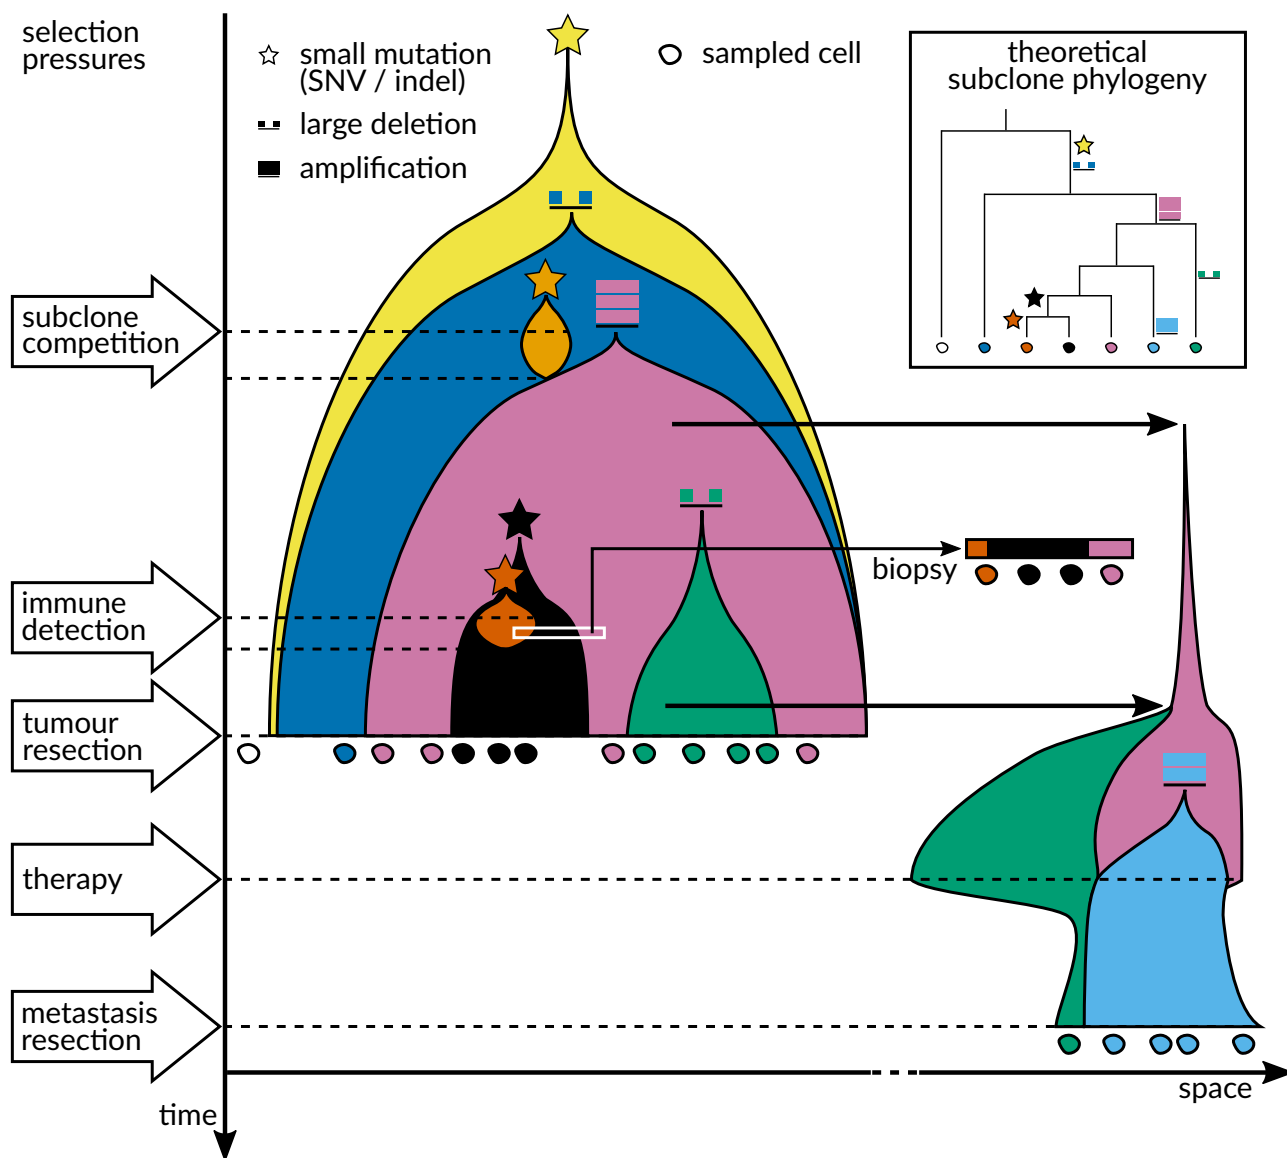 selection
pressures
small mutation
(SNV / indel)
large deletion
amplification
sampled cell
theoretical
subclone phylogeny
subclone
competition
biopsy
immune
detection
tumour
resection
therapy
metastasis
resection
space
time